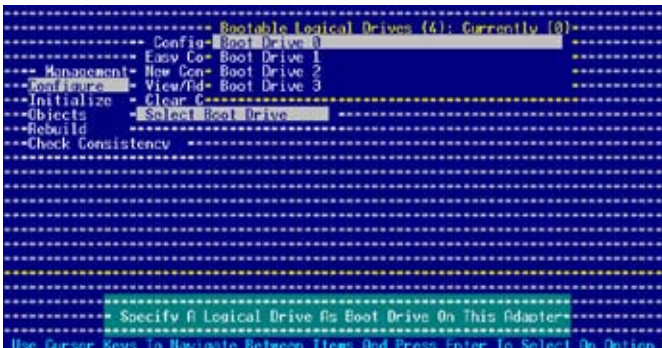 Bootable Logical Drives (4): Currently [0]
Config
Boot Drive 0
Easy Co
Boot Drive 1
Management
New Con
Boot Drive 2
Configure
View/Ad
Boot Drive 3
Initialize
Clear C
Objects
Select Boot Drive
Rebuild
Check Consistency
Specify A Logical Drive As Boot Drive On This Adapter
Use Cursor Keys To Navigate Between Items And Press Enter To Select An Option